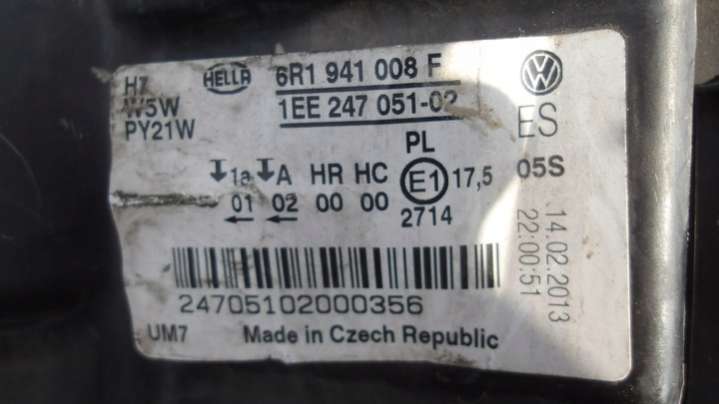 H7
W5W
PY21W
HELLA
6R1 941 008 F
1EE 247 051-02
VW
ES
PL
1a A HR HC E1 17,5 05S
01 02 00 00 2714
14.02.2013
22:00:51
24705102000356
UM7 Made in Czech Republic